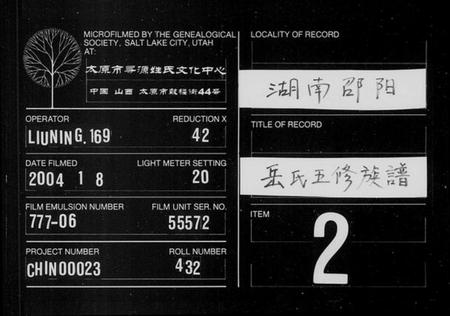 MICROFILMED BY THE GENEALOGICAL
SOCIETY, SALT LAKE CITY, UTAH
AT:
太原市寻源姓氏文化中心
中国 山西 太原市鼓楼街44号
OPERATOR
LIUNING.169
REDUCTION X
42
DATE FILMED
2004 1 8
LIGHT METER SETTING
20
FILM EMULSION NUMBER
777-06
FILM UNIT SER. NO.
55572
PROJECT NUMBER
CHIN00023
ROLL NUMBER
432
LOCALITY OF RECORD
湖南邵阳
TITLE OF RECORD
岳氏五修族譜
ITEM
2